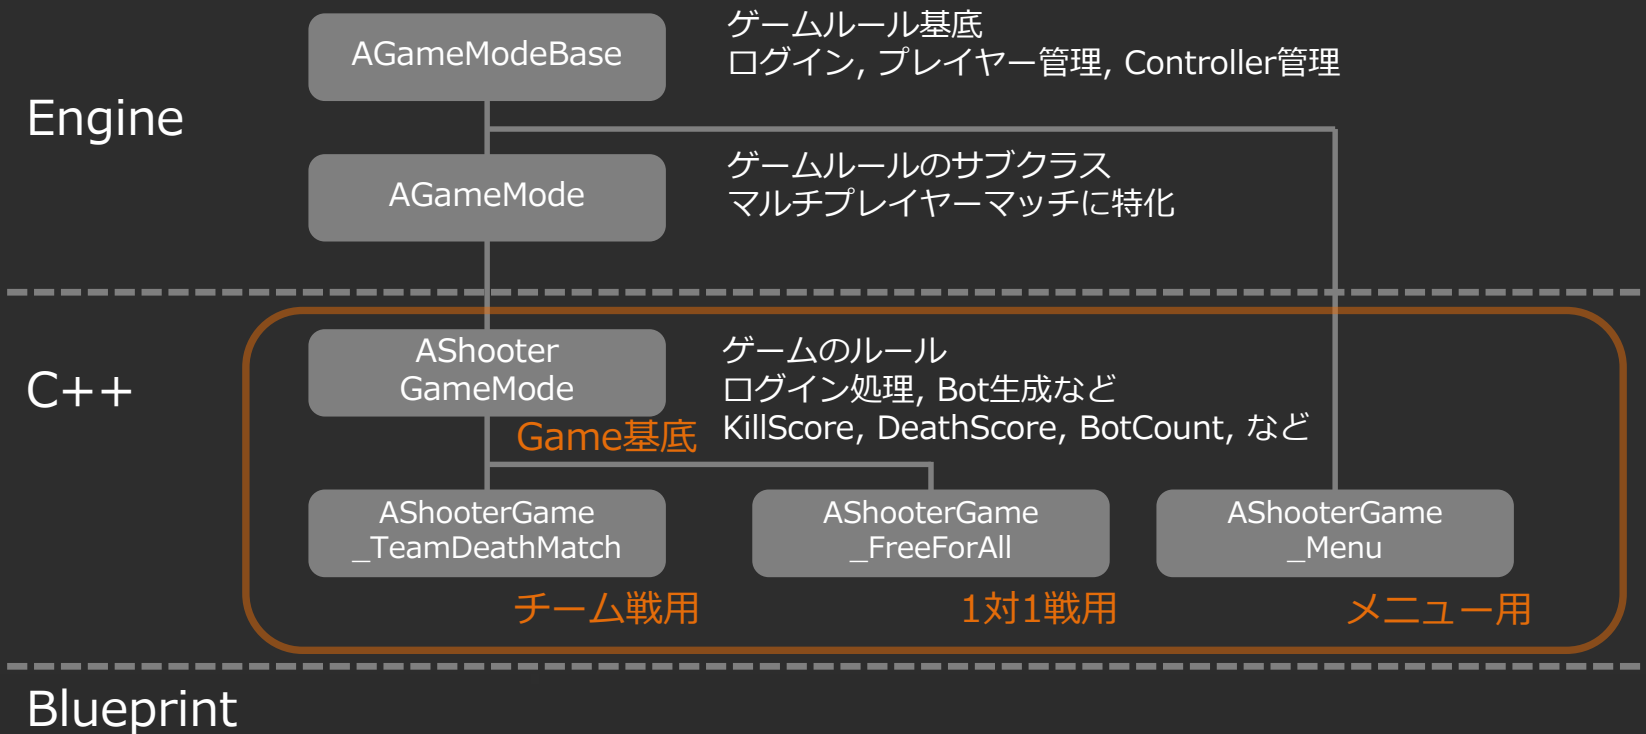 Engine
AGameModeBase
ゲームルール基底
ログイン, プレイヤー管理, Controller管理
AGameMode
ゲームルールのサブクラス
マルチプレイヤーマッチに特化
C++
AShooter
GameMode
ゲームのルール
ログイン処理, Bot生成など
KillScore, DeathScore, BotCount, など
Game基底
AShooterGame
_TeamDeathMatch
チーム戦用
AShooterGame
_FreeForAll
1対1戦用
AShooterGame
_Menu
メニュー用
Blueprint